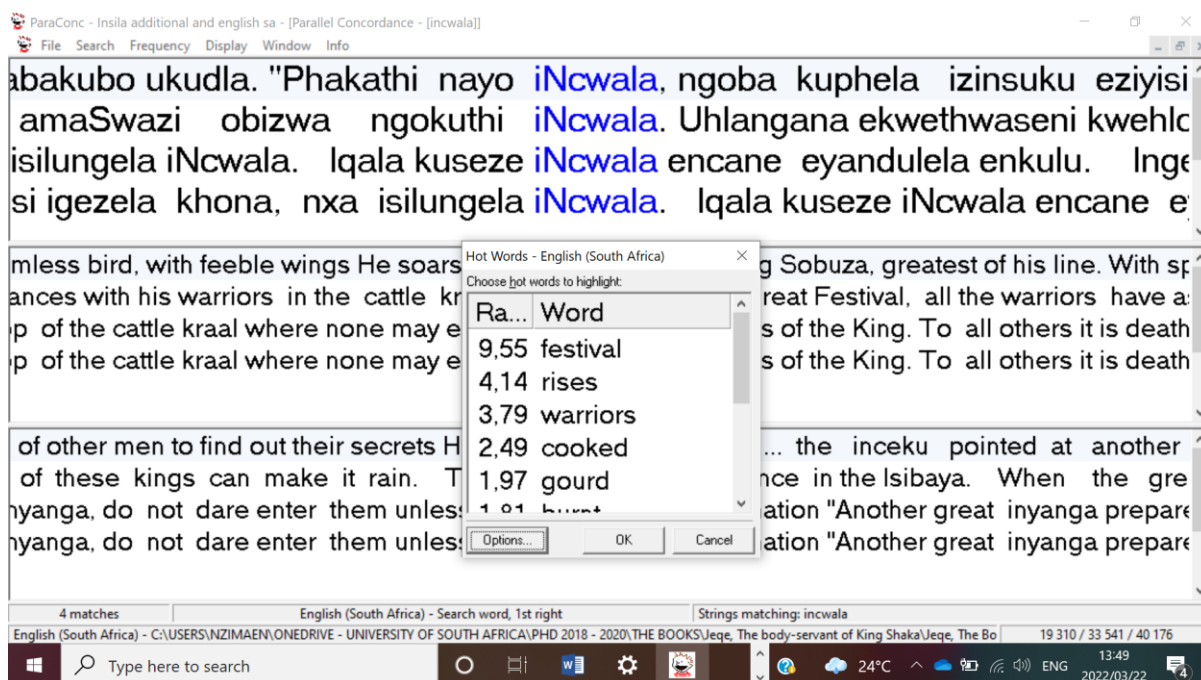 ParaConc - Insila additional and english sa - [Parallel Concordance - [incwala]]
File Search Frequency Display Window Info
abakubo ukudla. "Phakathi nayo iNcwala, ngoba kuphela izinsuku eziyisi
amaSwazi obizwa ngokuthi iNcwala. Uhlangana ekwethwaseni kwehlo
isilungela iNcwala. Iqala kuseze iNcwala encane eyandulela enkulu. Inge
si igezela khona, nxa isilungela iNcwala. Iqala kuseze iNcwala encane e
mless bird, with feeble wings He soars g Sobuza, greatest of his line. With sp
ances with his warriors in the cattle kr reat Festival, all the warriors have a
p of the cattle kraal where none may e s of the King. To all others it is death
p of the cattle kraal where none may e s of the King. To all others it is death
Hot Words - English (South Africa)
Choose hot words to highlight:
Ra... Word
9,55 festival
4,14 rises
3,79 warriors
2,49 cooked
1,97 gourd
1,81 burnt
Options... OK Cancel
of other men to find out their secrets H ... the inceku pointed at another
of these kings can make it rain. T nce in the Isibaya. When the gre
nyanga, do not dare enter them unless ation "Another great inyanga prepare
nyanga, do not dare enter them unless ation "Another great inyanga prepare
4 matches English (South Africa) - Search word, 1st right Strings matching: incwala
English (South Africa) - C:\USERS\NZIMAEN\ONEDRIVE - UNIVERSITY OF SOUTH AFRICA\PHD 2018 - 2020\THE BOOKS\Jeqe, The body-servant of King Shaka\Jeqe, The Bo 19 310 / 33 541 / 40 176
Type here to search 24°C ENG 13:49
2022/03/22 4